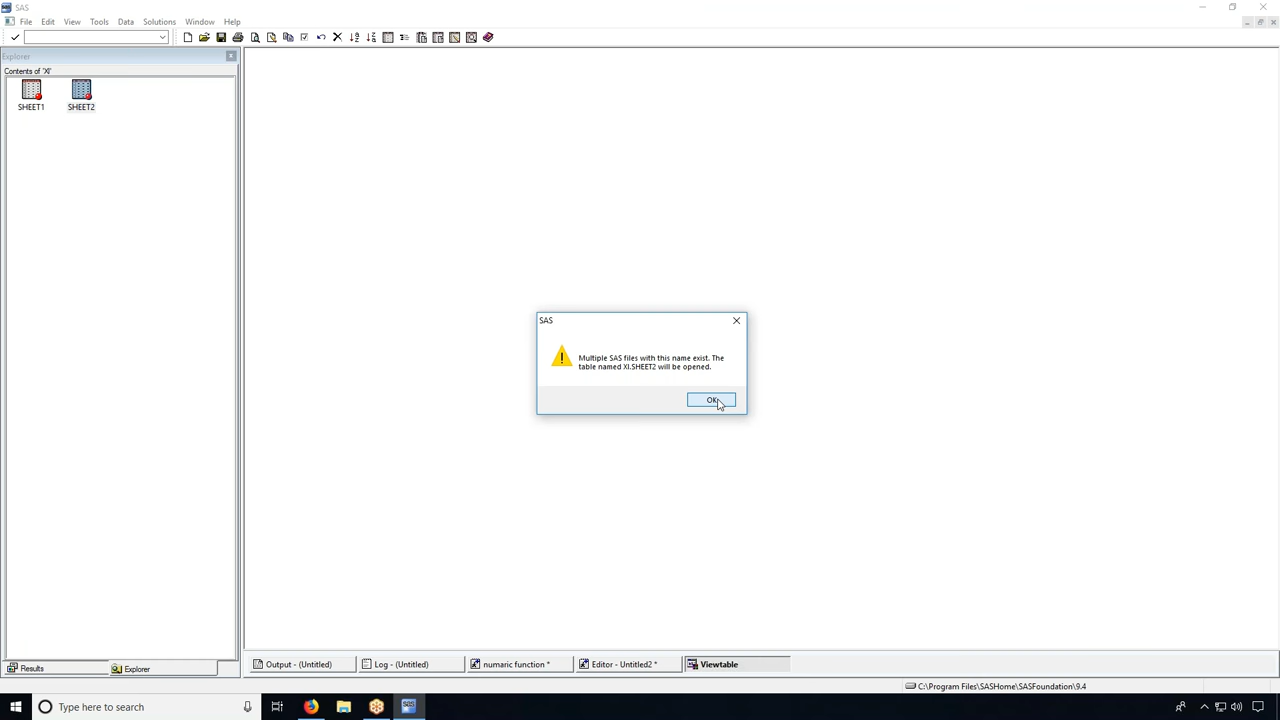 SAS
File Edit View Tools Data Solutions Window Help
Explorer
Contents of 'Xl'
SHEET1 SHEET2
SAS
Multiple SAS files with this name exist. The
table named XI.SHEET2 will be opened.
OK
Results Explorer
Output - (Untitled) Log - (Untitled) numaric function * Editor - Untitled2 * Viewtable
C:\Program Files\SASHome\SASFoundation\9.4
Type here to search